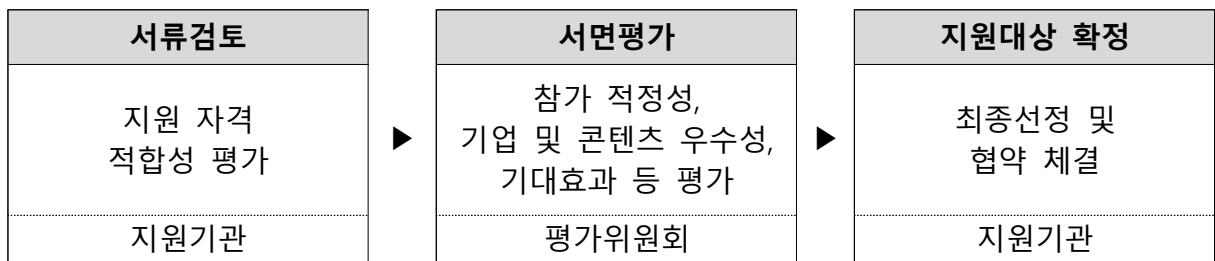 서류검토
지원 자격
적합성 평가
지원기관
▶
서면평가
참가 적정성,
기업 및 콘텐츠 우수성,
기대효과 등 평가
평가위원회
▶
지원대상 확정
최종선정 및
협약 체결
지원기관